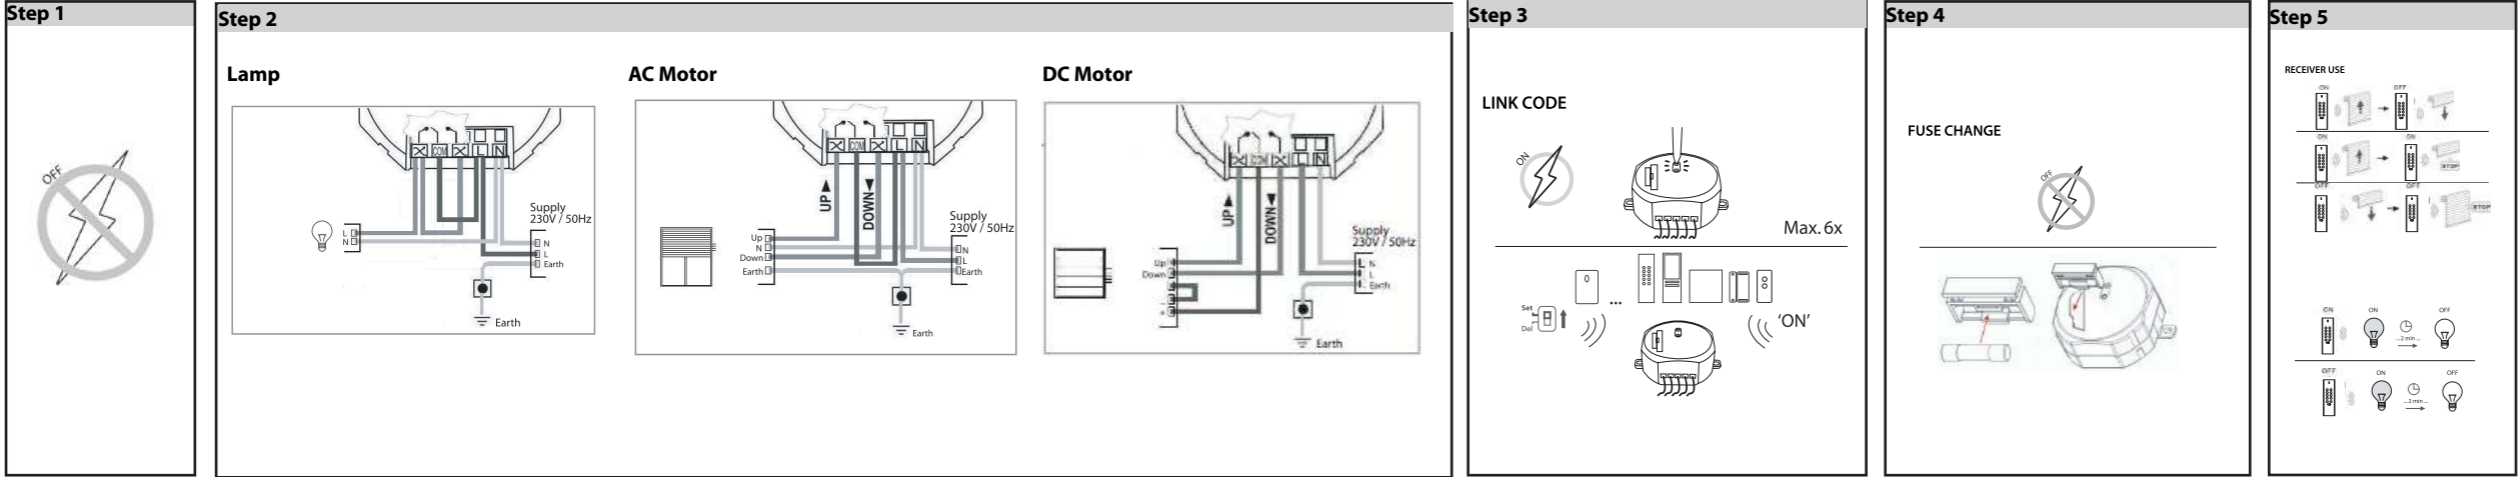 Step 1
OFF
Step 2
Lamp
COM L N
L
N
Supply
230V / 50Hz
N
L
Earth
Earth
AC Motor
COM L N
UP
DOWN
Up
N
Down
Earth
Supply
230V / 50Hz
N
L
Earth
Earth
DC Motor
COM L N
UP
DOWN
Up
Down
+
Supply
230V / 50Hz
N
L
Earth
Earth
Step 3
LINK CODE
ON
Max. 6x
...
Set
Del
'ON'
Step 4
FUSE CHANGE
OFF
Step 5
RECEIVER USE
ON OFF
ON ON
STOP
OFF OFF
STOP
ON ON OFF
...2 min...
OFF ON OFF
...2 min...